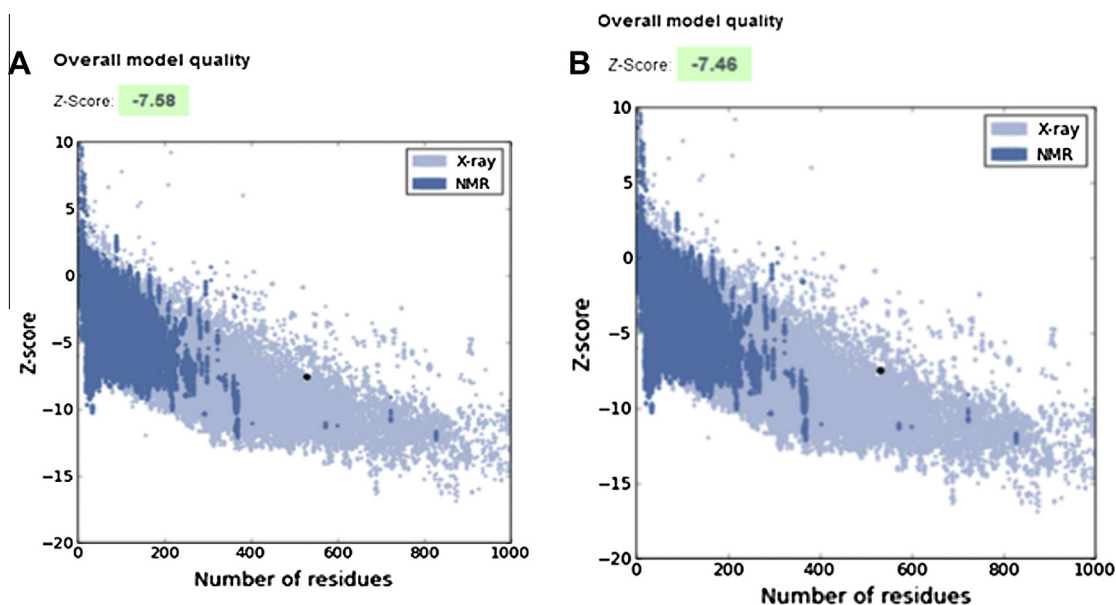 A
Overall model quality
Z-Score: -7.58
10
5
0
−5
−10
−15
−20
Z-score
X-ray
NMR
0 200 400 600 800 1000
Number of residues
Overall model quality
B
Z-Score: -7.46
10
5
0
−5
−10
−15
−20
Z-score
X-ray
NMR
0 200 400 600 800 1000
Number of residues